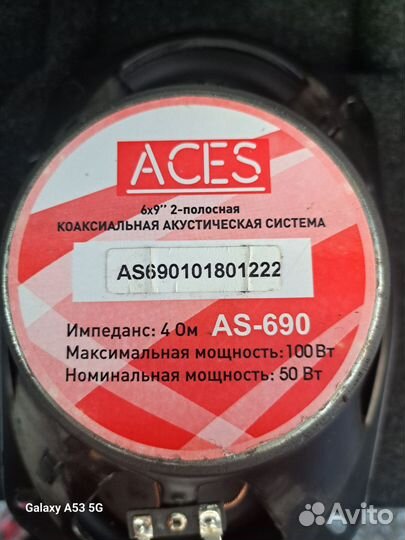 ACES
6x9" 2-полосная
КОАКСИАЛЬНАЯ АКУСТИЧЕСКАЯ СИСТЕМА
AS690101801222
Импеданс: 4 Ом AS-690
Максимальная мощность: 100 Вт
Номинальная мощность: 50 Вт
Galaxy A53 5G
Avito